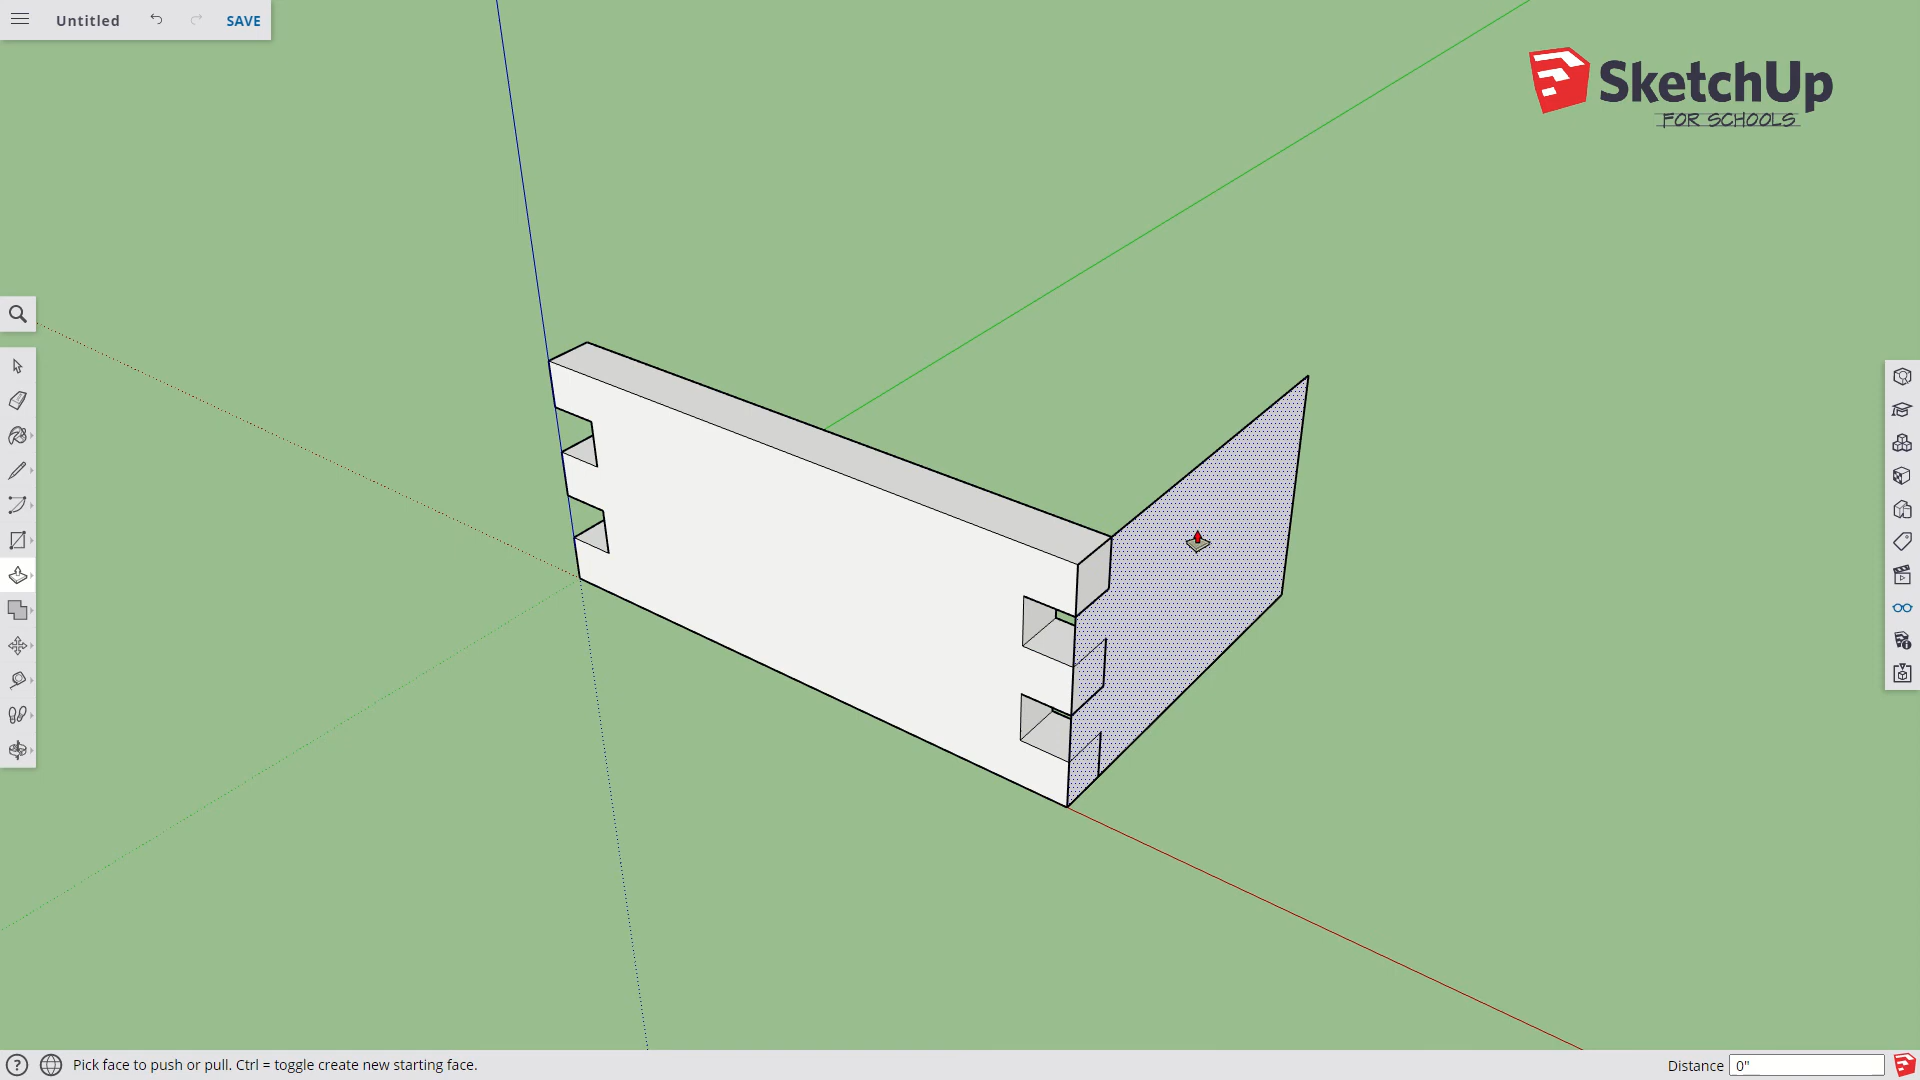 Untitled
SAVE
SketchUp
FOR SCHOOLS
Pick face to push or pull. Ctrl = toggle create new starting face.
Distance 0"